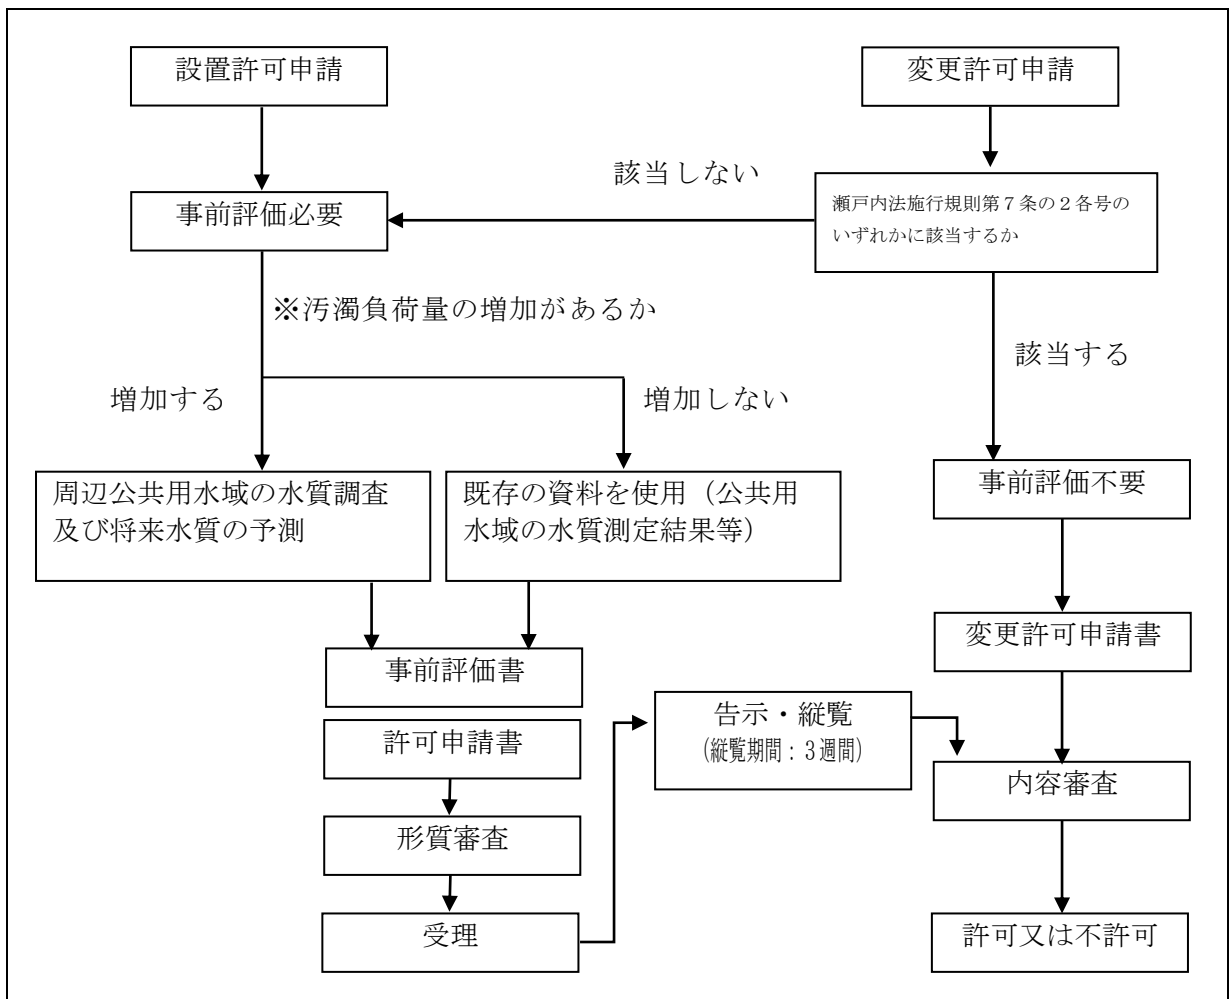 設置許可申請
変更許可申請
該当しない
事前評価必要
瀬戸内法施行規則第７条の２各号の
いずれかに該当するか
※汚濁負荷量の増加があるか
該当する
増加する
増加しない
周辺公共用水域の水質調査
及び将来水質の予測
既存の資料を使用（公共用
水域の水質測定結果等）
事前評価不要
変更許可申請書
事前評価書
許可申請書
告示・縦覧
(縦覧期間：３週間)
内容審査
形質審査
受理
許可又は不許可